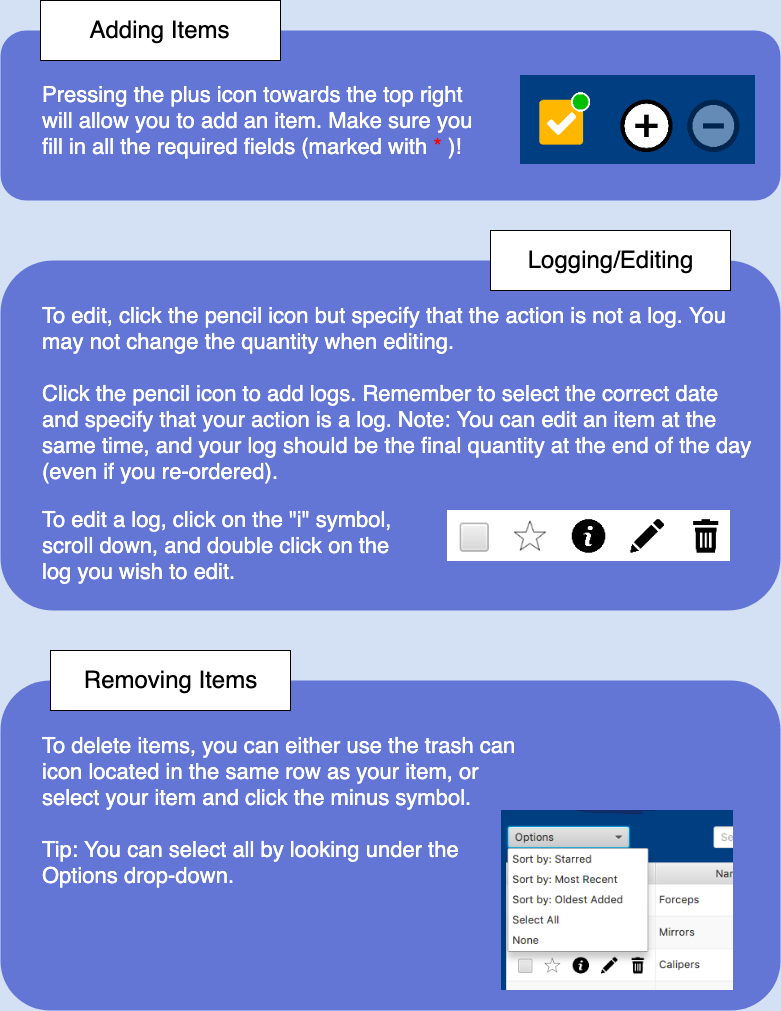 Adding Items
Pressing the plus icon towards the top right
will allow you to add an item. Make sure you
fill in all the required fields (marked with * )!
Logging/Editing
To edit, click the pencil icon but specify that the action is not a log. You
may not change the quantity when editing.
Click the pencil icon to add logs. Remember to select the correct date
and specify that your action is a log. Note: You can edit an item at the
same time, and your log should be the final quantity at the end of the day
(even if you re-ordered).
To edit a log, click on the "i" symbol,
scroll down, and double click on the
log you wish to edit.
Removing Items
To delete items, you can either use the trash can
icon located in the same row as your item, or
select your item and click the minus symbol.
Tip: You can select all by looking under the
Options drop-down.
Options
Sort by: Starred
Sort by: Most Recent
Sort by: Oldest Added
Select All
None
Forceps
Mirrors
Calipers